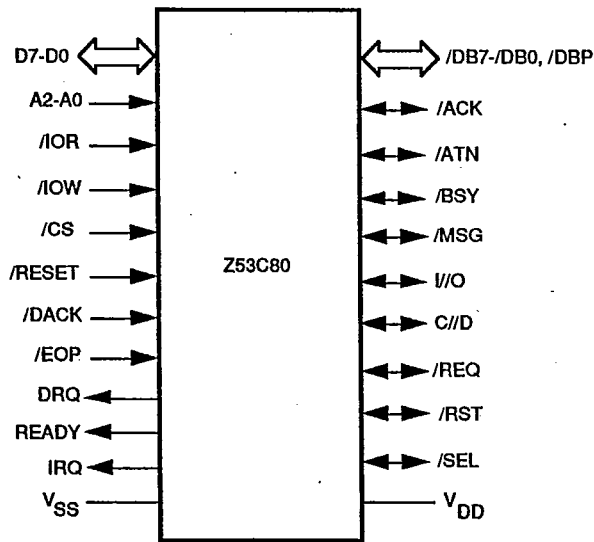 D7-D0
A2-A0
/IOR
/IOW
/CS
/RESET
/DACK
/EOP
DRQ
READY
IRQ
VSS
Z53C80
/DB7-/DB0, /DBP
/ACK
/ATN
/BSY
/MSG
I//O
C//D
/REQ
/RST
/SEL
VDD